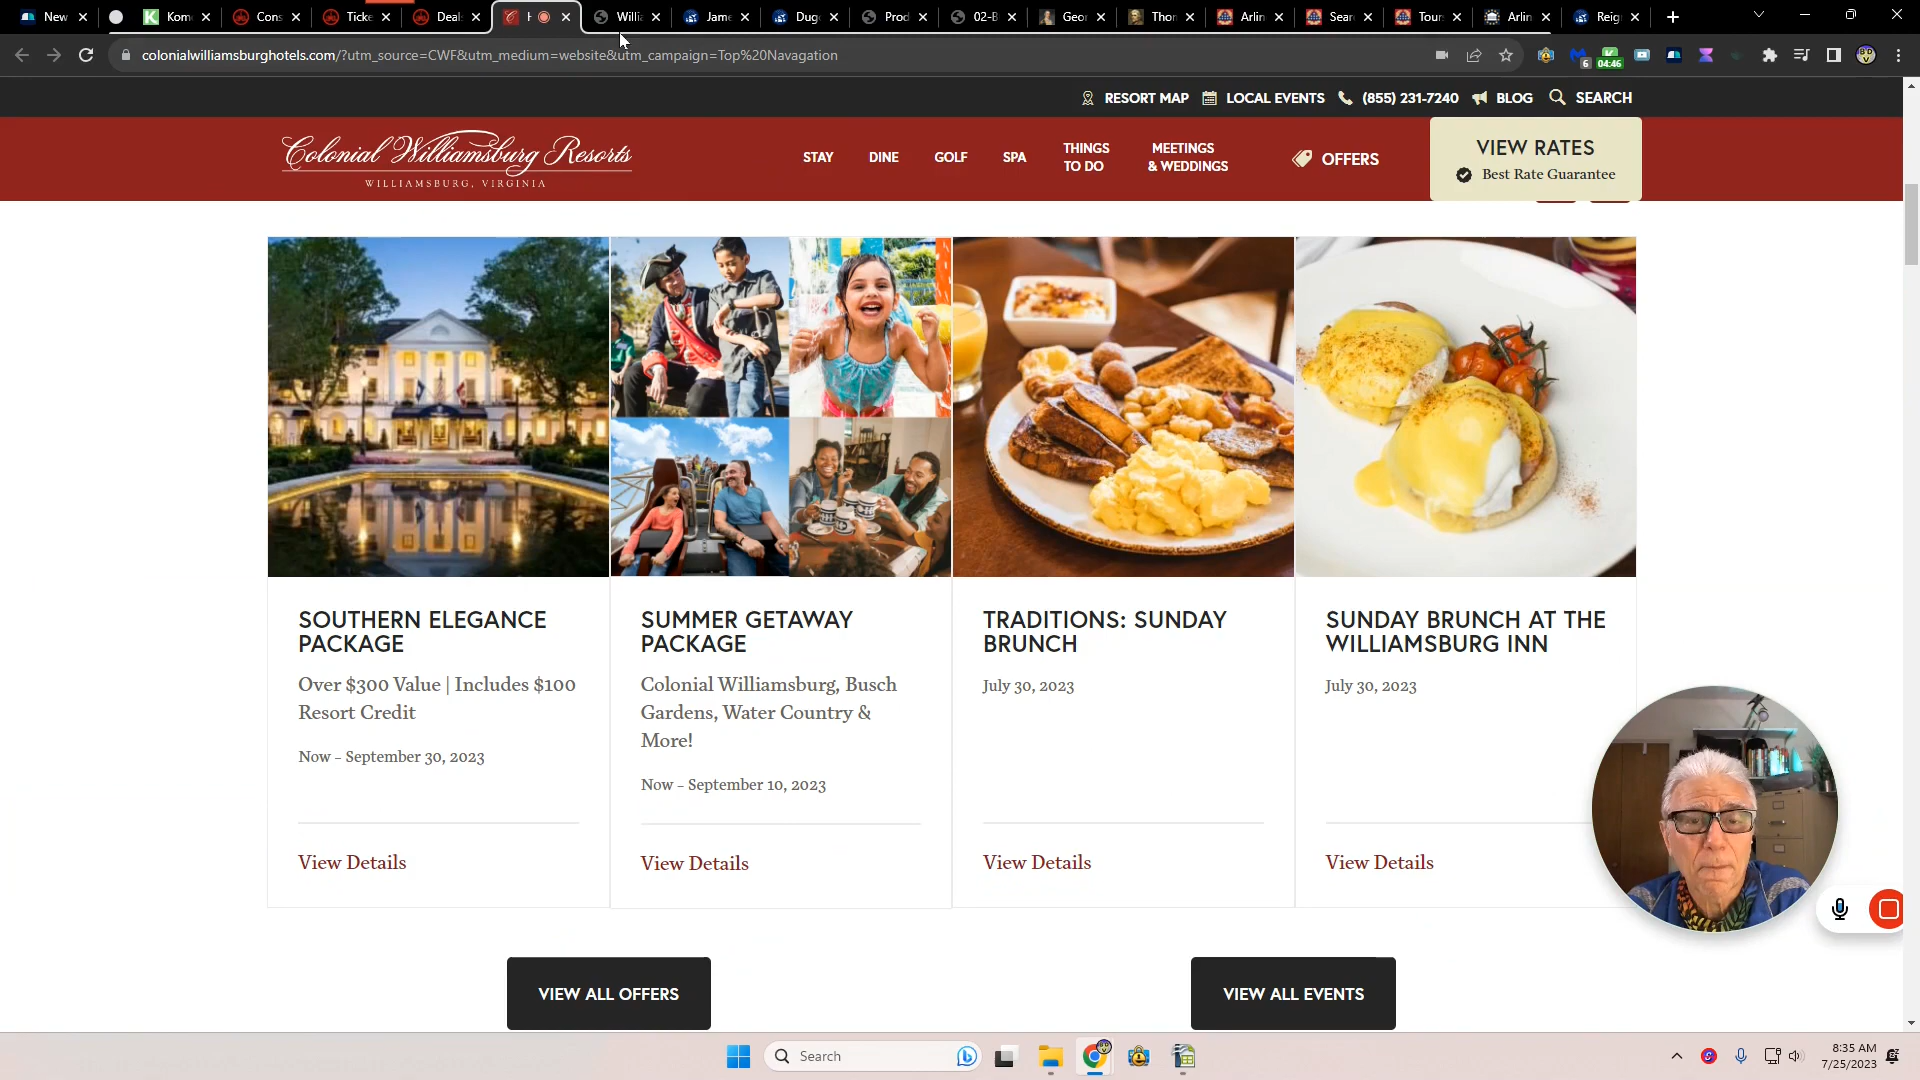 New
Kom
Cons
Ticke
Deal
Willia
Jame
Dugo
Prod
02-B
Geor
Thon
Arlin
Sear
Tour
Arlin
Reig
colonialwilliamsburghotels.com/?utm_source=CWF&utm_medium=website&utm_campaign=Top%20Navagation
6
04:46
RESORT MAP
LOCAL EVENTS
(855) 231-7240
BLOG
SEARCH
Colonial Williamsburg Resorts
WILLIAMSBURG, VIRGINIA
STAY
DINE
GOLF
SPA
THINGS
TO DO
MEETINGS
& WEDDINGS
OFFERS
VIEW RATES
Best Rate Guarantee
SOUTHERN ELEGANCE
PACKAGE
Over $300 Value | Includes $100
Resort Credit
Now – September 30, 2023
View Details
SUMMER GETAWAY
PACKAGE
Colonial Williamsburg, Busch
Gardens, Water Country &
More!
Now – September 10, 2023
View Details
TRADITIONS: SUNDAY
BRUNCH
July 30, 2023
View Details
SUNDAY BRUNCH AT THE
WILLIAMSBURG INN
July 30, 2023
View Details
VIEW ALL OFFERS
VIEW ALL EVENTS
Search
8:35 AM
7/25/2023